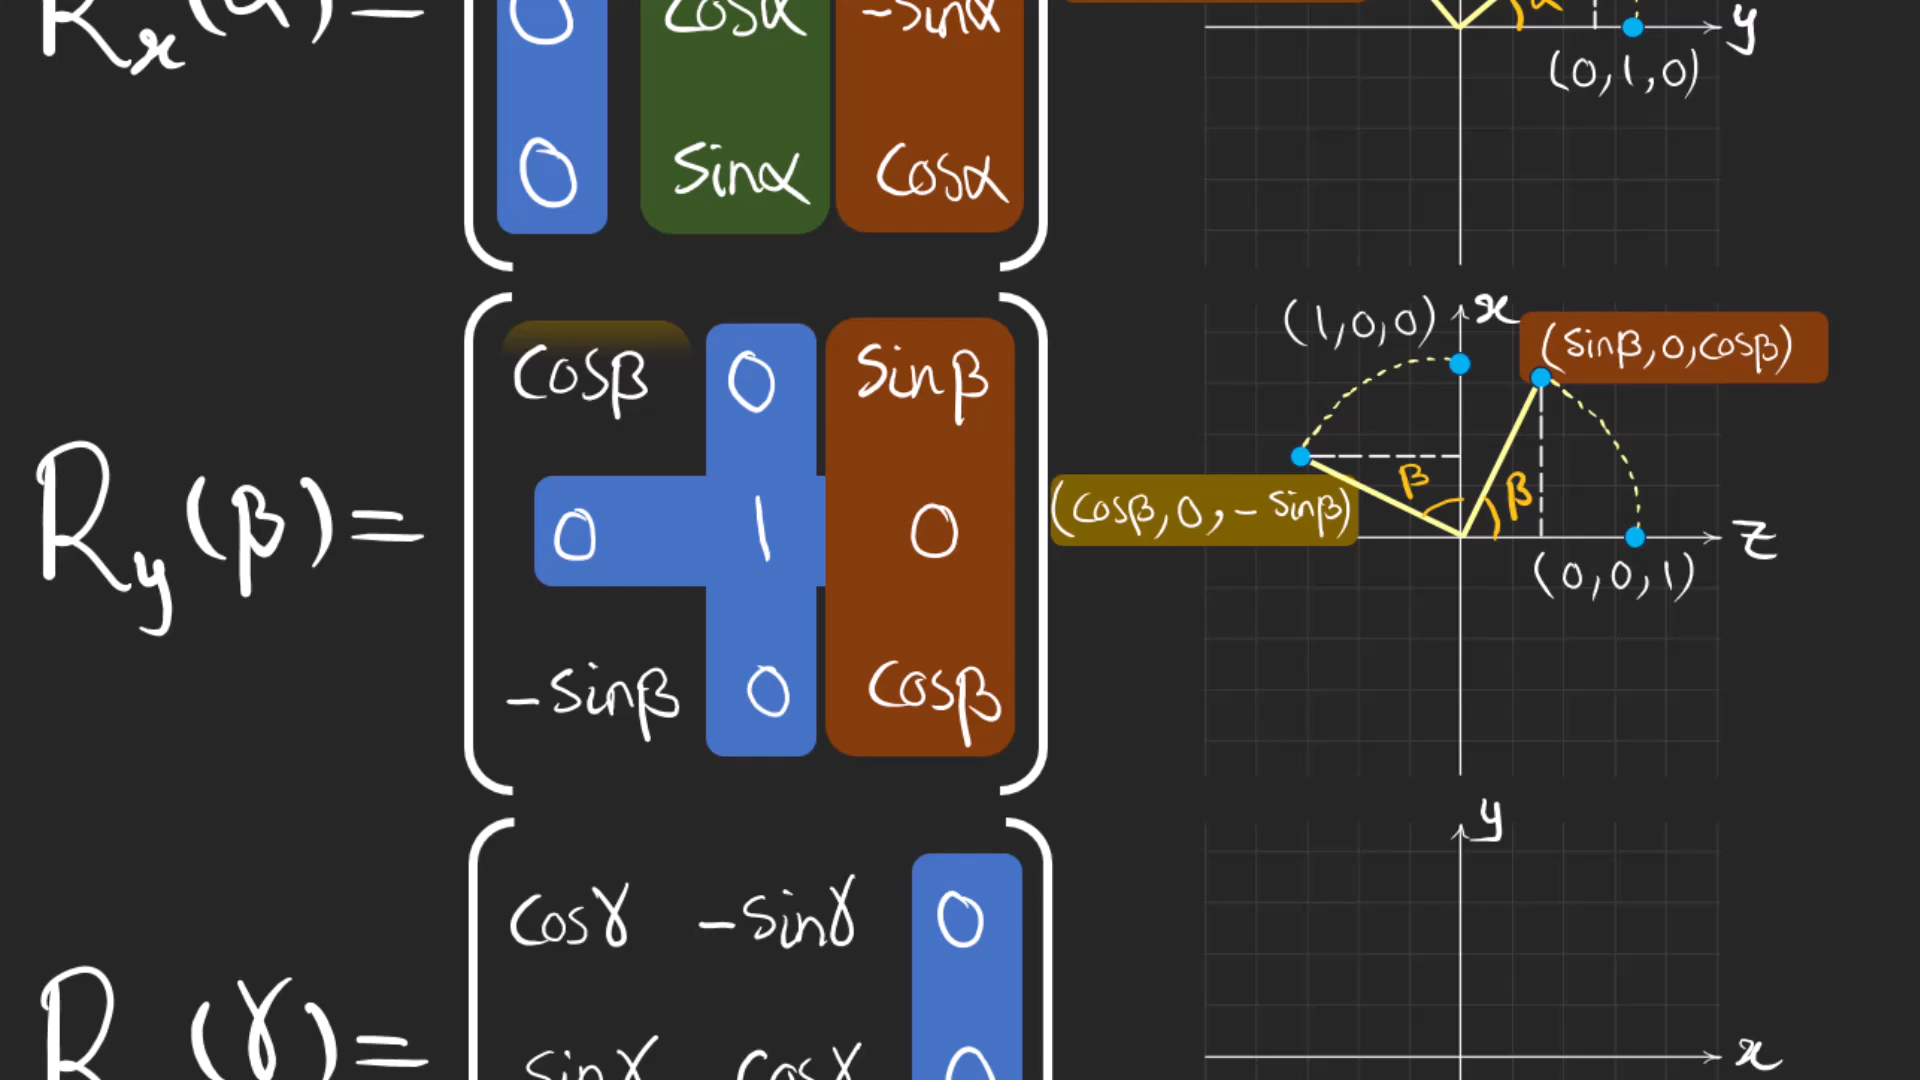 Rx(α)=
0 cosα -sinα
0 sinα cosα
α
y
(0,1,0)
Ry(β)=
cosβ 0 sinβ
0 1 0
-sinβ 0 cosβ
(1,0,0)
x
(sinβ,0,cosβ)
β
β
(cosβ,0,-sinβ)
z
(0,0,1)
R (γ)=
cosγ -sinγ 0
sinγ cosγ 0
y
x